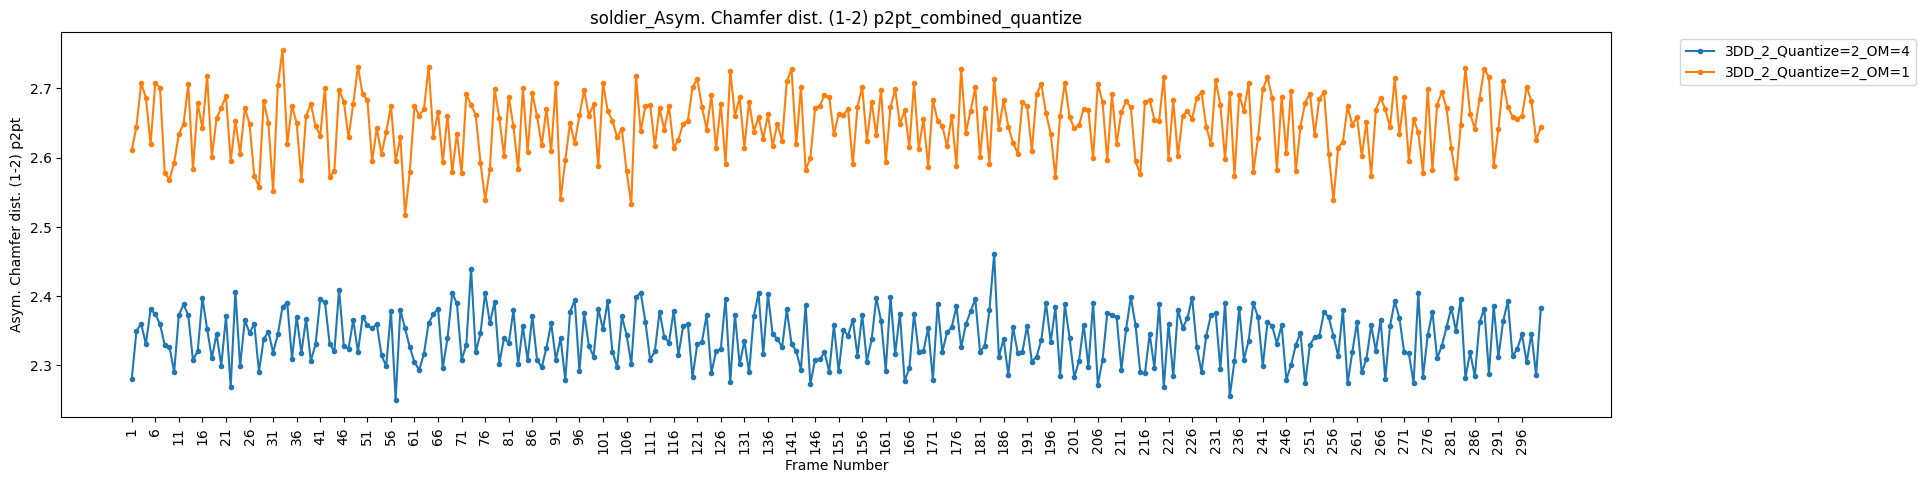 soldier_Asym. Chamfer dist. (1-2) p2pt_combined_quantize
3DD_2_Quantize=2_OM=4
3DD_2_Quantize=2_OM=1
Asym. Chamfer dist. (1-2) p2pt
2.7
2.6
2.5
2.4
2.3
1 6 11 16 21 26 31 36 41 46 51 56 61 66 71 76 81 86 91 96 101 106 111 116 121 126 131 136 141 146 151 156 161 166 171 176 181 186 191 196 201 206 211 216 221 226 231 236 241 246 251 256 261 266 271 276 281 286 291 296
Frame Number